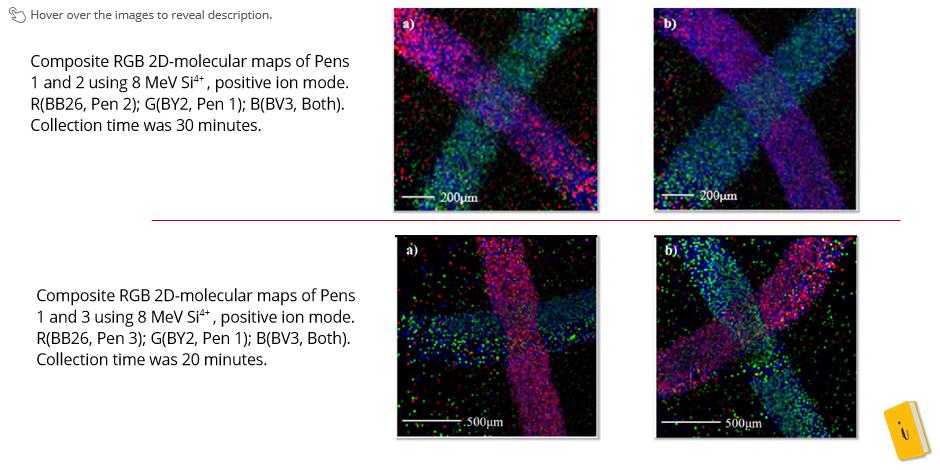 Hover over the images to reveal description.
Composite RGB 2D-molecular maps of Pens
1 and 2 using 8 MeV Si⁴⁺, positive ion mode.
R(BB26, Pen 2); G(BY2, Pen 1); B(BV3, Both).
Collection time was 30 minutes.
a)
200µm
b)
200µm
Composite RGB 2D-molecular maps of Pens
1 and 3 using 8 MeV Si⁴⁺, positive ion mode.
R(BB26, Pen 3); G(BY2, Pen 1); B(BV3, Both).
Collection time was 20 minutes.
a)
500µm
b)
500µm
i